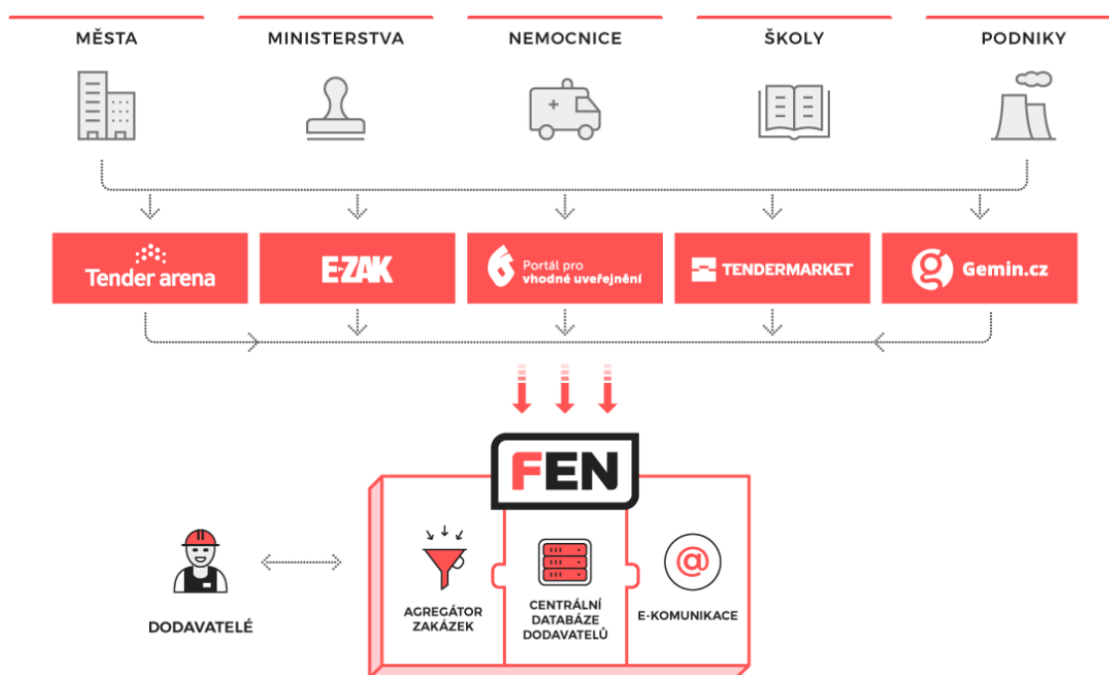 MĚSTA
MINISTERSTVA
NEMOCNICE
ŠKOLY
PODNIKY
Tender arena
E-ZAK
Portál pro
vhodné uveřejnění
TENDERMARKET
Gemin.cz
FEN
AGREGÁTOR
ZAKÁZEK
CENTRÁLNÍ
DATABÁZE
DODAVATELŮ
@
E-KOMUNIKACE
DODAVATELÉ